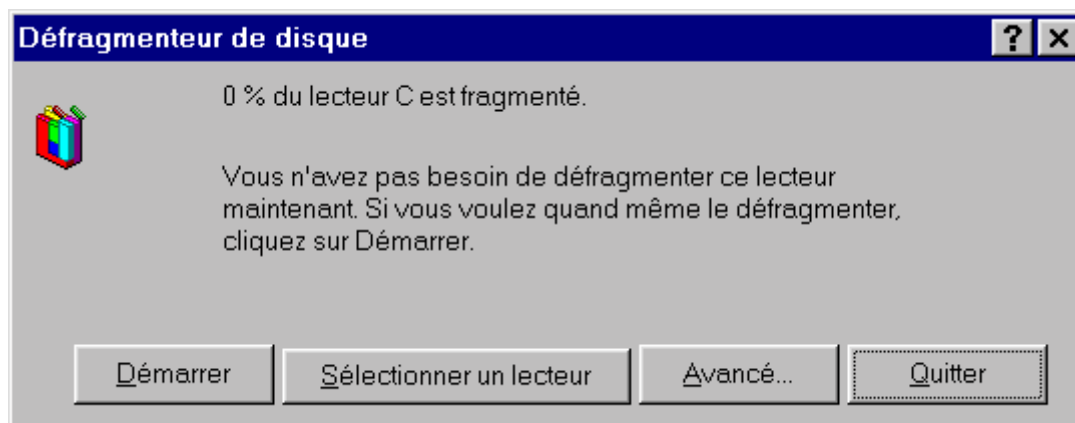 Défragmenteur de disque
0 % du lecteur C est fragmenté.
Vous n'avez pas besoin de défragmenter ce lecteur
maintenant. Si vous voulez quand même le défragmenter,
cliquez sur Démarrer.
Démarrer Sélectionner un lecteur Avancé... Quitter